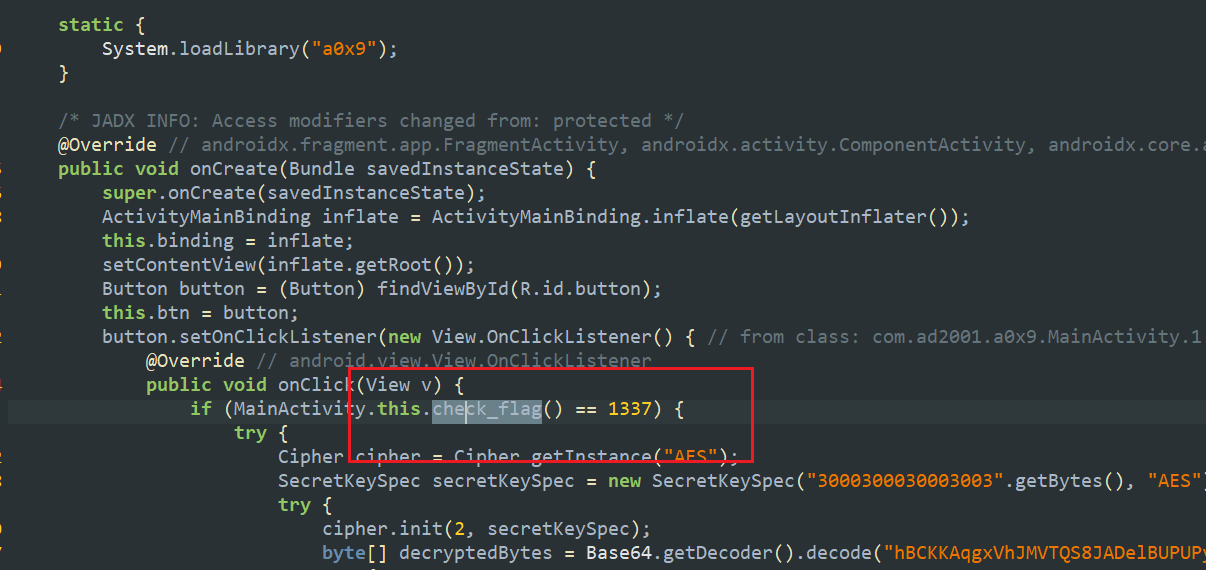 static {
System.loadLibrary("a0x9");
}
/* JADX INFO: Access modifiers changed from: protected */
@Override // androidx.fragment.app.FragmentActivity, androidx.activity.ComponentActivity, androidx.core.a
public void onCreate(Bundle savedInstanceState) {
super.onCreate(savedInstanceState);
ActivityMainBinding inflate = ActivityMainBinding.inflate(getLayoutInflater());
this.binding = inflate;
setContentView(inflate.getRoot());
Button button = (Button) findViewById(R.id.button);
this.btn = button;
button.setOnClickListener(new View.OnClickListener() { // from class: com.ad2001.a0x9.MainActivity.1
@Override // android.view.View.OnClickListener
public void onClick(View v) {
if (MainActivity.this.check_flag() == 1337) {
try {
Cipher cipher = Cipher.getInstance("AES");
SecretKeySpec secretKeySpec = new SecretKeySpec("3000300030003003".getBytes(), "AES")
try {
cipher.init(2, secretKeySpec);
byte[] decryptedBytes = Base64.getDecoder().decode("hBCKKAqgxVhJMVTQS8JADelBUPUPy